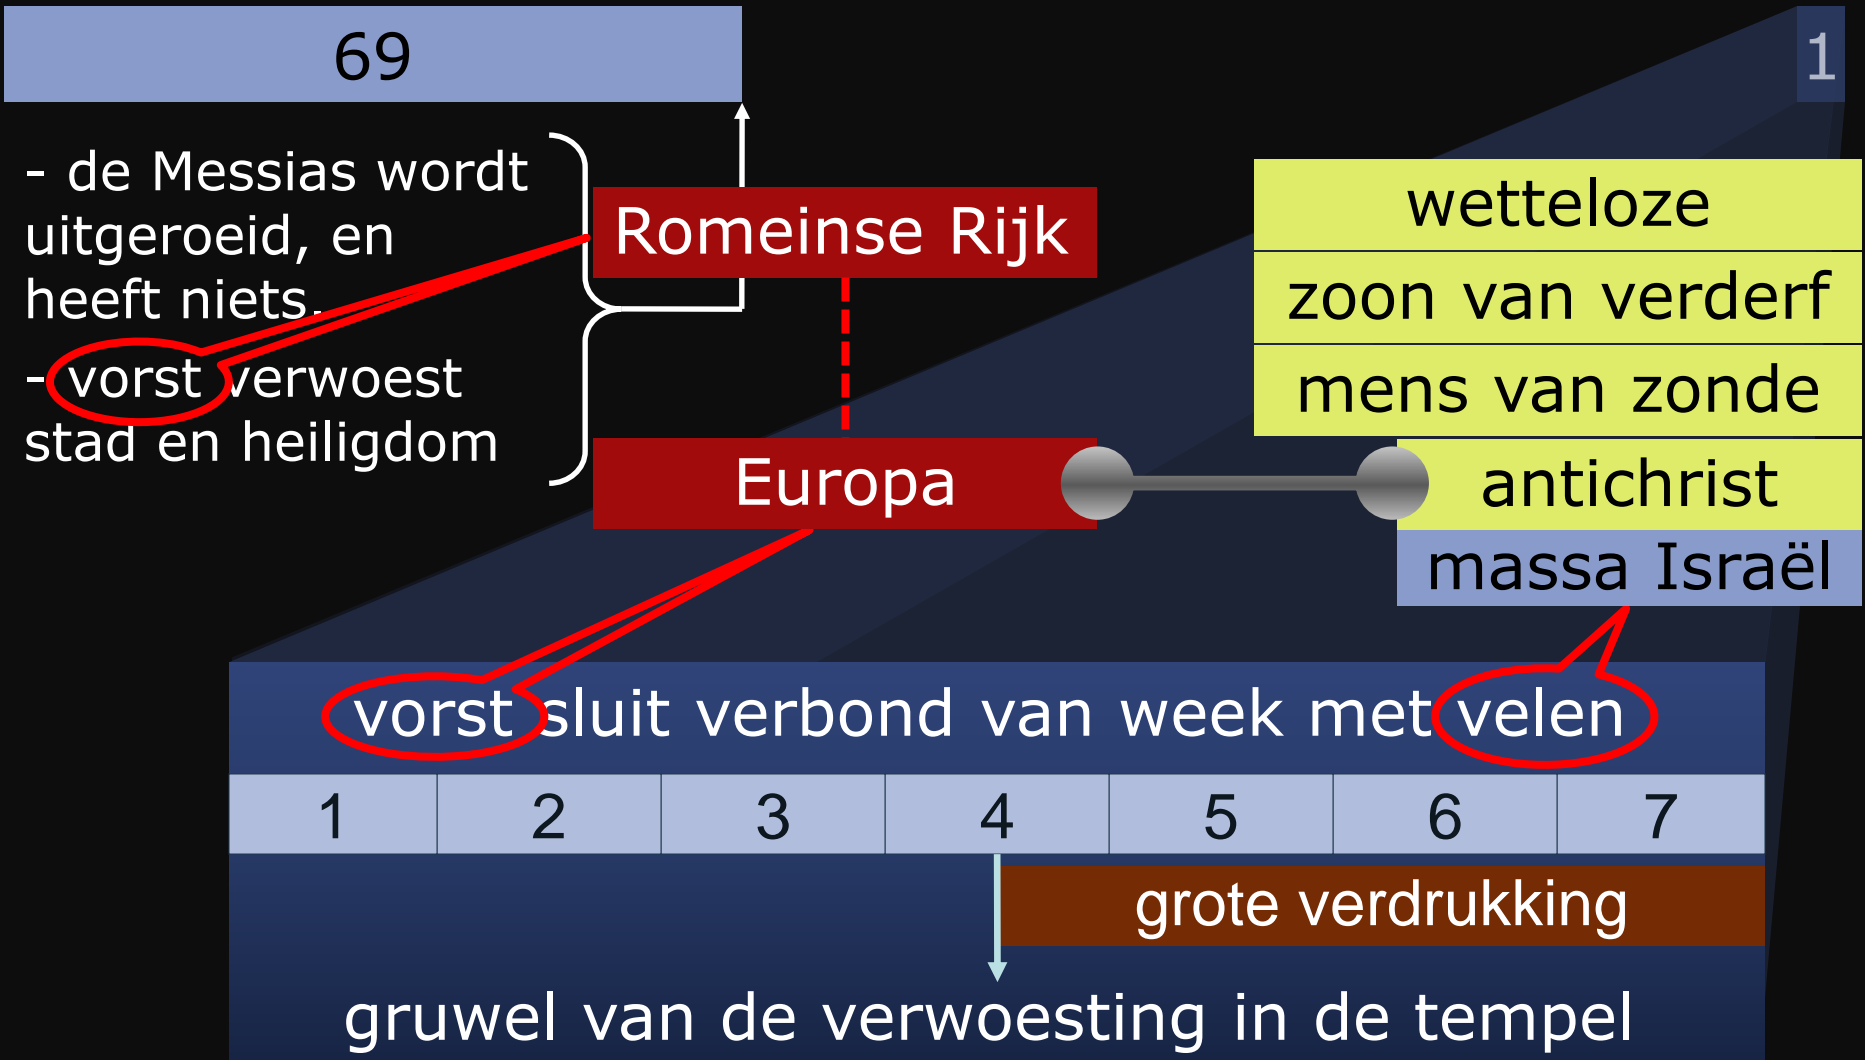 69
1
- de Messias wordt
uitgeroeid, en
heeft niets.
- vorst verwoest
stad en heiligdom
Romeinse Rijk
Europa
wetteloze
zoon van verderf
mens van zonde
antichrist
massa Israël
vorst sluit verbond van week met velen
1 2 3 4 5 6 7
grote verdrukking
gruwel van de verwoesting in de tempel